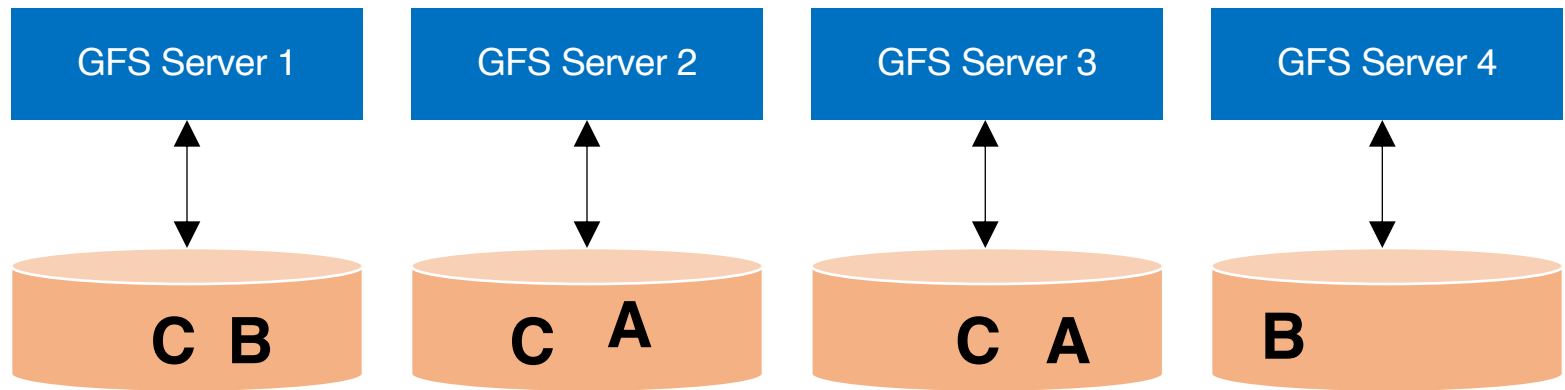 GFS Server 1
GFS Server 2
GFS Server 3
GFS Server 4
C B
C A
C A
B